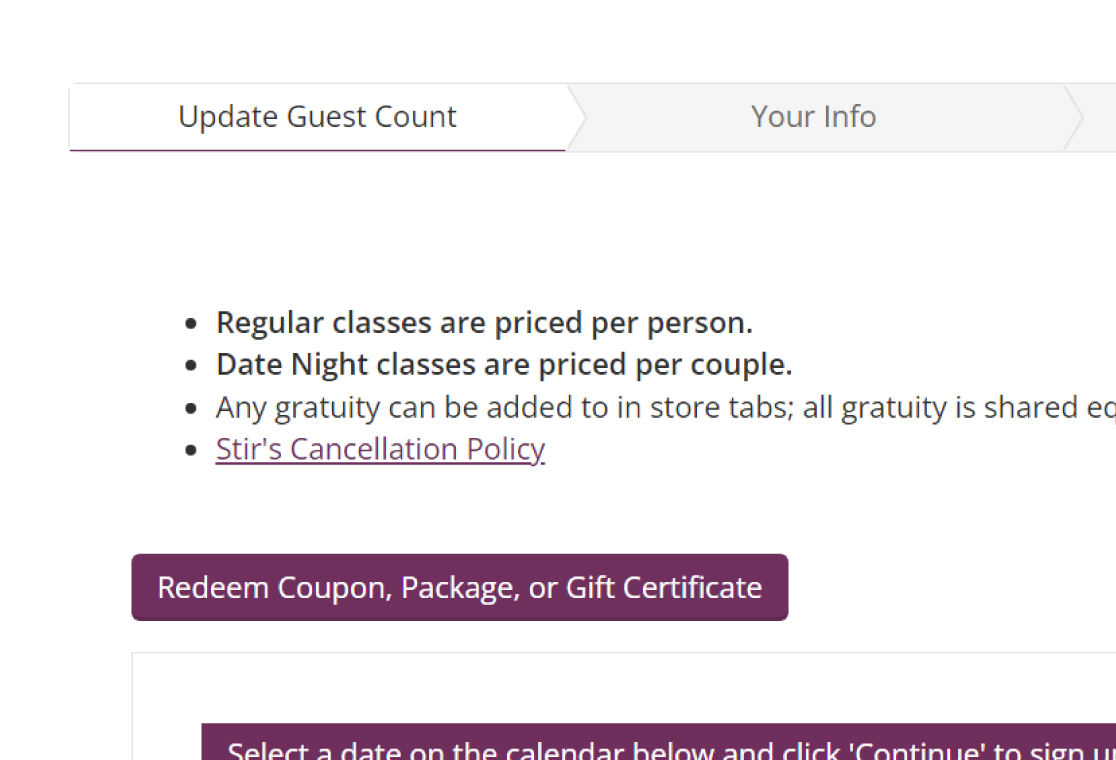 Update Guest Count
Your Info
Regular classes are priced per person.
Date Night classes are priced per couple.
Any gratuity can be added to in store tabs; all gratuity is shared
Stir's Cancellation Policy
Redeem Coupon, Package, or Gift Certificate
Select a date on the calendar below and click 'Continue' to sign